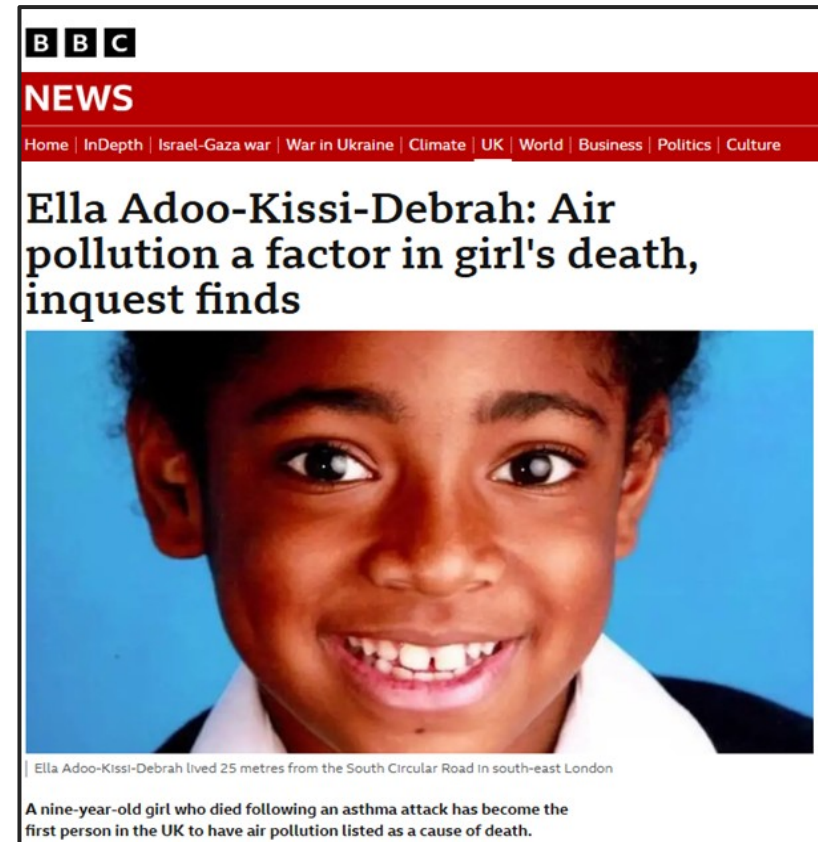 BBC
NEWS
Home | InDepth | Israel-Gaza war | War in Ukraine | Climate | UK | World | Business | Politics | Culture
Ella Adoo-Kissi-Debrah: Air
pollution a factor in girl's death,
inquest finds
Ella Adoo-Kissi-Debrah lived 25 metres from the South Circular Road in south-east London
A nine-year-old girl who died following an asthma attack has become the
first person in the UK to have air pollution listed as a cause of death.